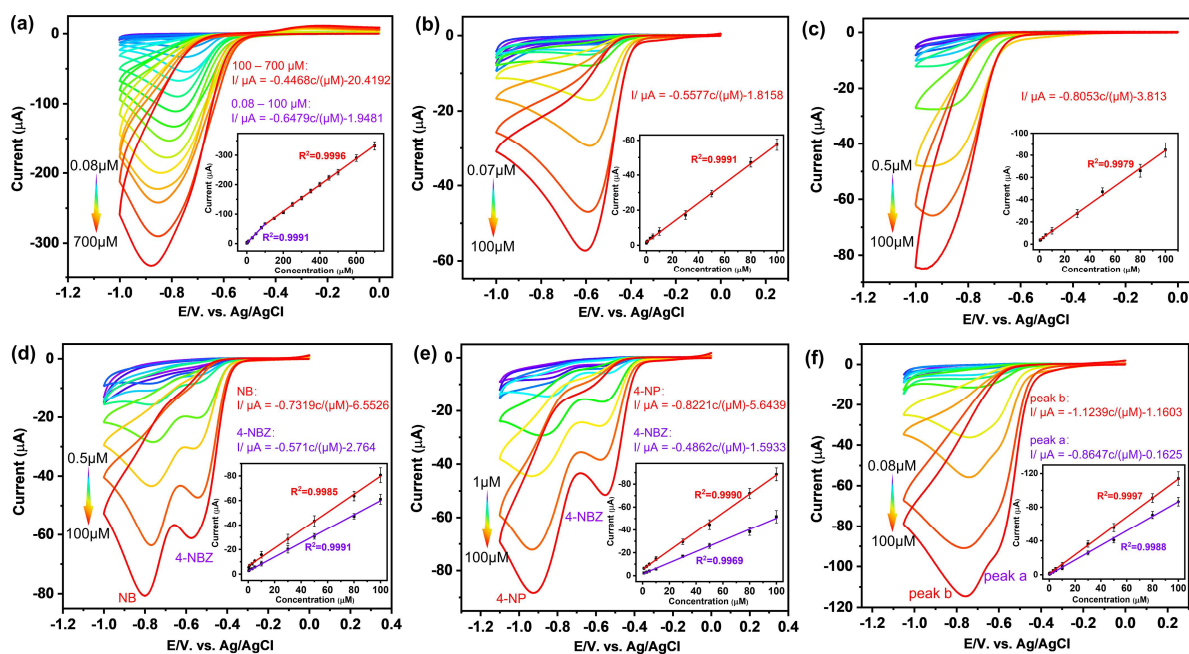 (a)
0
-50
-100
-150
-200
-250
-300
Current (μA)
100 – 700 μM:
I/ μA = -0.4468c/(μM)-20.4192
0.08 – 100 μM:
I/ μA = -0.6479c/(μM)-1.9481
0.08μM
700μM
R²=0.9996
R²=0.9991
Current (μA)
-300
-200
-100
0
0 200 400 600
Concentration (μM)
-1.2 -1.0 -0.8 -0.6 -0.4 -0.2 0.0
E/V. vs. Ag/AgCl
(b)
0
-20
-40
-60
Current (μA)
I/ μA = -0.5577c/(μM)-1.8158
0.07μM
100μM
R²=0.9991
Current (μA)
-60
-40
-20
0
0 20 40 60 80 100
Concentration (μM)
-1.2 -1.0 -0.8 -0.6 -0.4 -0.2 0.0 0.2
E/V. vs. Ag/AgCl
(c)
0
-20
-40
-60
-80
Current (μA)
I/ μA = -0.8053c/(μM)-3.813
0.5μM
100μM
R²=0.9979
Current (μA)
-100
-80
-60
-40
-20
0
0 20 40 60 80 100
Concentration (μM)
-1.2 -1.0 -0.8 -0.6 -0.4 -0.2 0.0
E/V. vs. Ag/AgCl
(d)
0
-20
-40
-60
-80
Current (μA)
NB:
I/ μA = -0.7319c/(μM)-6.5526
4-NBZ:
I/ μA = -0.571c/(μM)-2.764
0.5μM
100μM
4-NBZ
NB
R²=0.9985
R²=0.9991
Current (μA)
-80
-60
-40
-20
0
0 20 40 60 80 100
Concentration (μM)
-1.2 -1.0 -0.8 -0.6 -0.4 -0.2 0.0 0.2 0.4
E/V. vs. Ag/AgCl
(e)
0
-20
-40
-60
-80
Current (μA)
4-NP:
I/ μA = -0.8221c/(μM)-5.6439
4-NBZ:
I/ μA = -0.4862c/(μM)-1.5933
1μM
100μM
4-NBZ
4-NP
R²=0.9990
R²=0.9969
Current (μA)
-80
-60
-40
-20
0
0 20 40 60 80 100
Concentration (μM)
-1.2 -1.0 -0.8 -0.6 -0.4 -0.2 0.0 0.2 0.4
E/V. vs. Ag/AgCl
(f)
0
-20
-40
-60
-80
-100
-120
Current (μA)
peak b:
I/ μA = -1.1239c/(μM)-1.1603
peak a:
I/ μA = -0.8647c/(μM)-0.1625
0.08μM
100μM
peak a
peak b
R²=0.9997
R²=0.9988
Current (μA)
-120
-100
-80
-60
-40
-20
0
0 20 40 60 80 100
Concentration (μM)
-1.2 -1.0 -0.8 -0.6 -0.4 -0.2 0.0 0.2
E/V. vs. Ag/AgCl